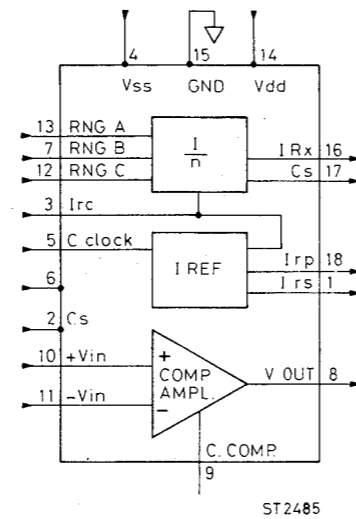 4 15 14
Vss GND Vdd
13 RNG A
7 RNG B
12 RNG C
I
n
IRx 16
Cs 17
3 Irc
5 C clock
I REF
Irp 18
Irs 1
6
2 Cs
10 +Vin
+
COMP
AMPL.
V OUT 8
11 -Vin
-
C. COMP.
9
ST2485